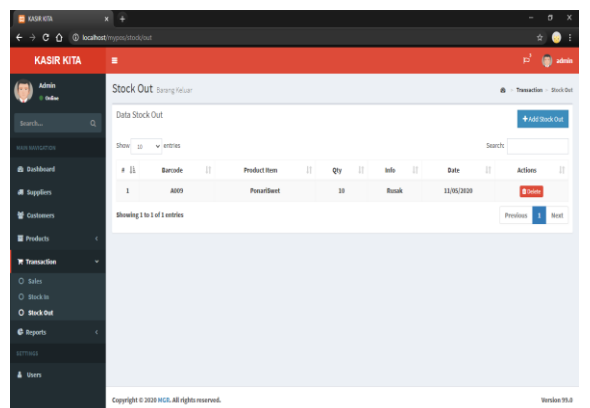 KASIR KITA
localhost/mypos/stock/out
KASIR KITA
1
admin
Admin
Online
Search...
MAIN NAVIGATION
Dashboard
Suppliers
Customers
Products
Transaction
Sales
Stock In
Stock Out
Reports
SETTINGS
Users
Stock Out Barang Keluar
Transaction > Stock Out
Data Stock Out
+Add Stock Out
Show 10 entries
Search:
# Barcode Product Item Qty Info Date Actions
1 A009 PonariSwet 10 Rusak 11/05/2020 Delete
Showing 1 to 1 of 1 entries
Previous 1 Next
Copyright © 2020 MGIL. All rights reserved.
Version 99.0